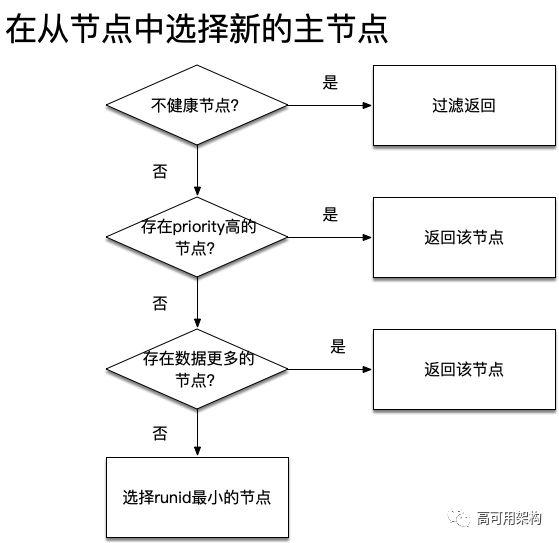 在从节点中选择新的主节点
不健康节点?
是
过滤返回
否
存在priority高的
节点?
是
返回该节点
否
存在数据更多的
节点?
是
返回该节点
否
选择runid最小的节点
高可用架构